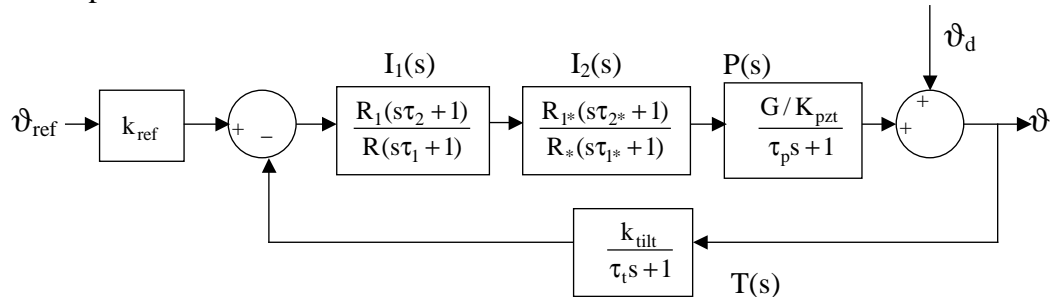 ϑ_d
I₁(s) I₂(s) P(s)
ϑ_ref k_ref + − R₁(sτ₂+1) / R(sτ₁+1) R₁*(sτ₂*+1) / R*(sτ₁*+1) G/K_pzt / τ_p s+1 + + ϑ
k_tilt / τ_t s+1
T(s)